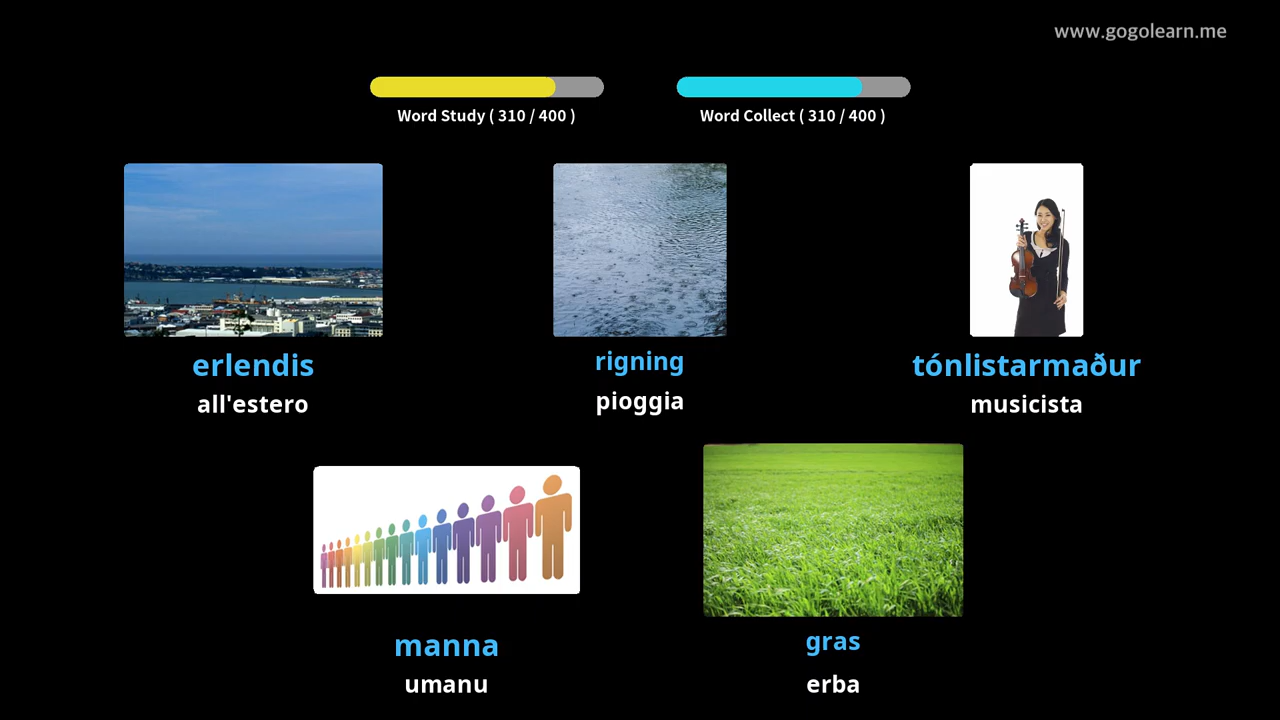 www.gogolearn.me
Word Study ( 310 / 400 )
Word Collect ( 310 / 400 )
erlendis
all'estero
rigning
pioggia
tónlistarmaður
musicista
manna
umanu
gras
erba